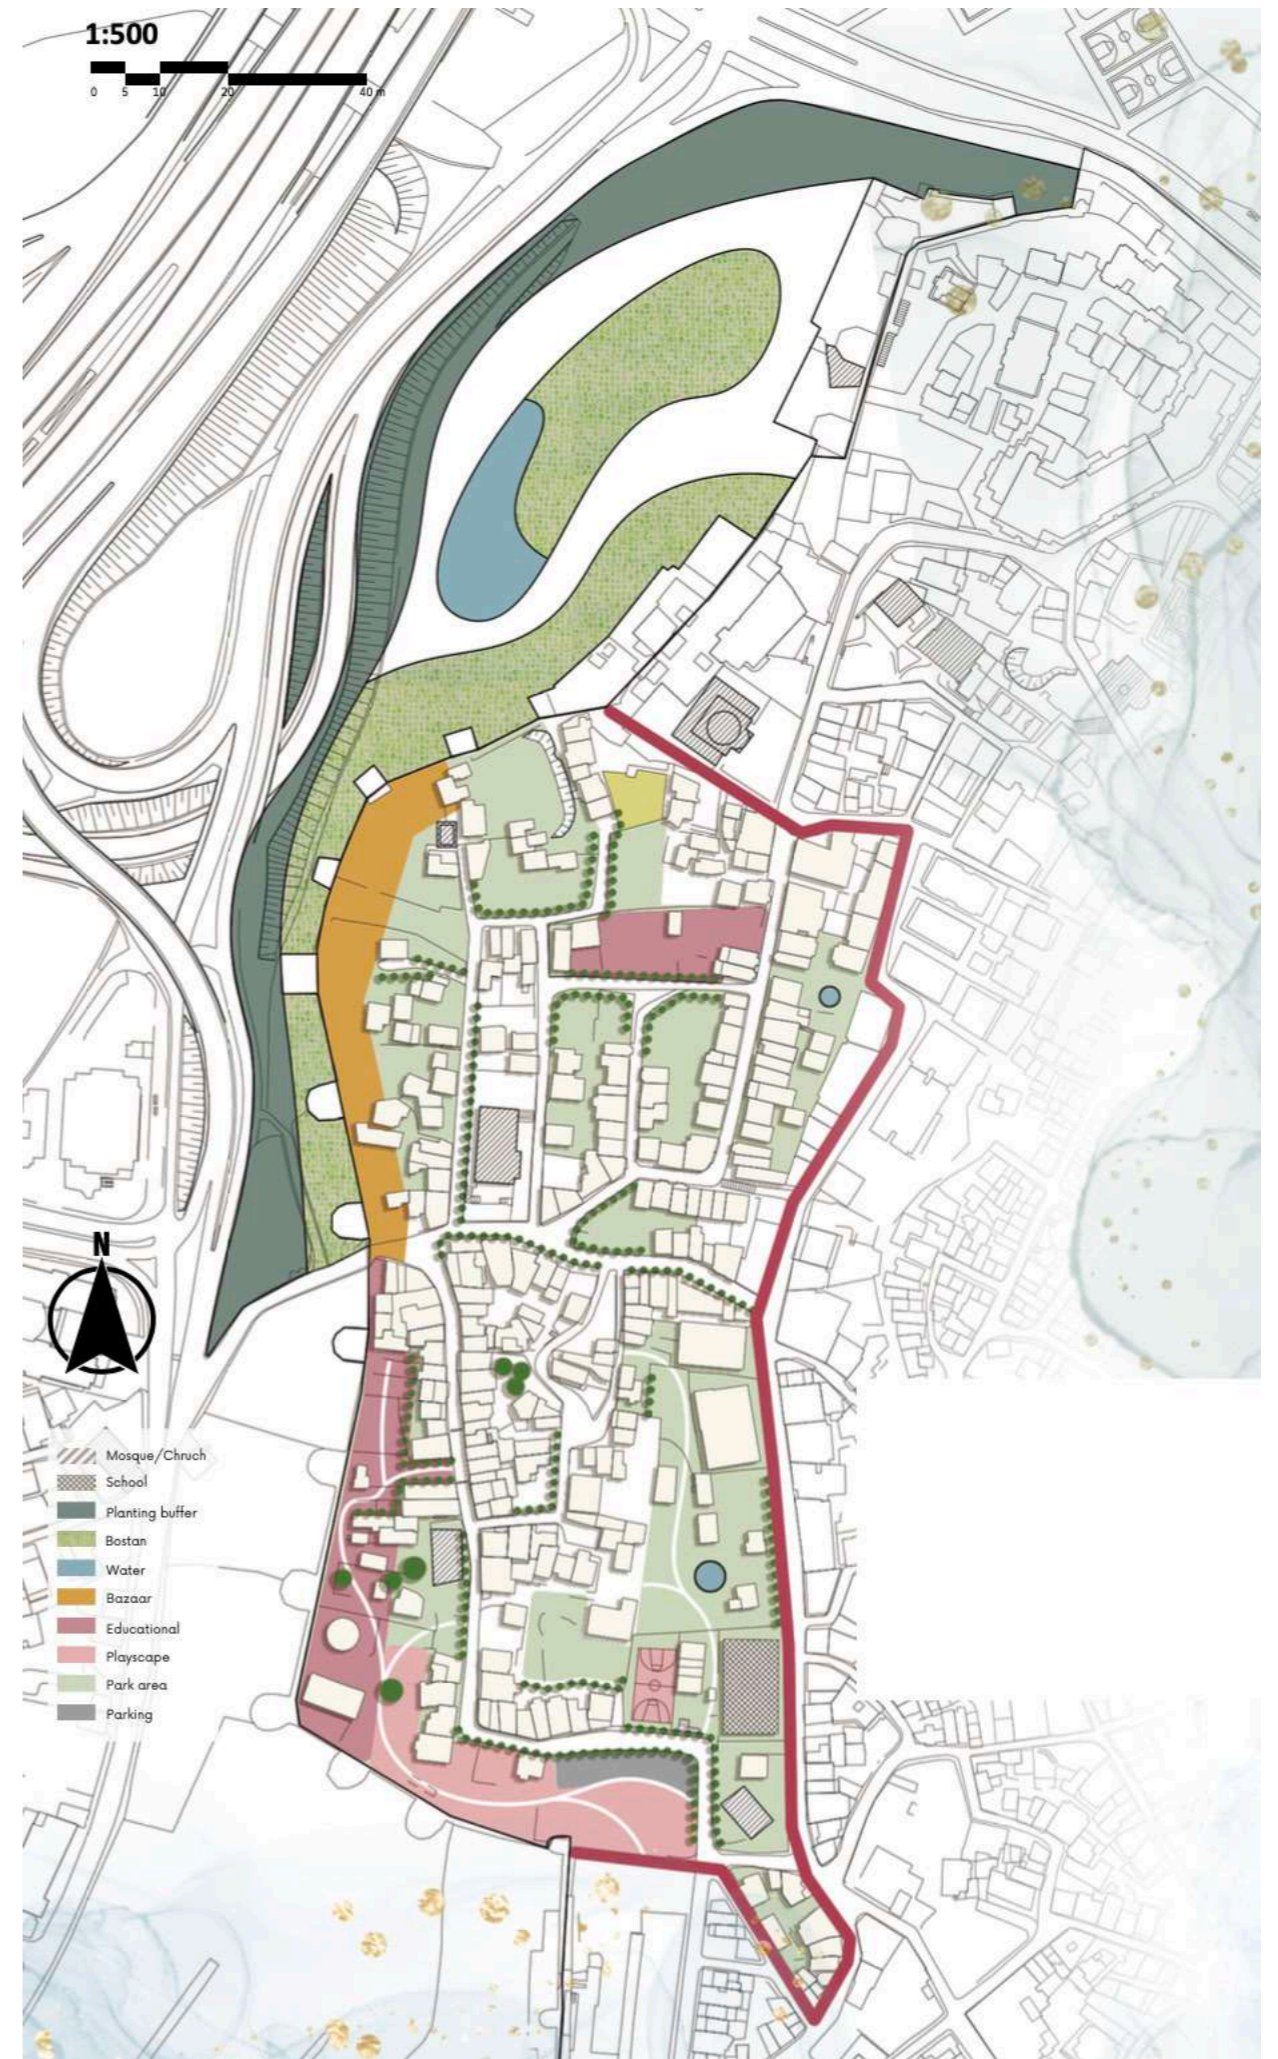 1:500
0 5 10 20 40 m
N
Mosque/Chruch
School
Planting buffer
Bostan
Water
Bazaar
Educational
Playscape
Park area
Parking